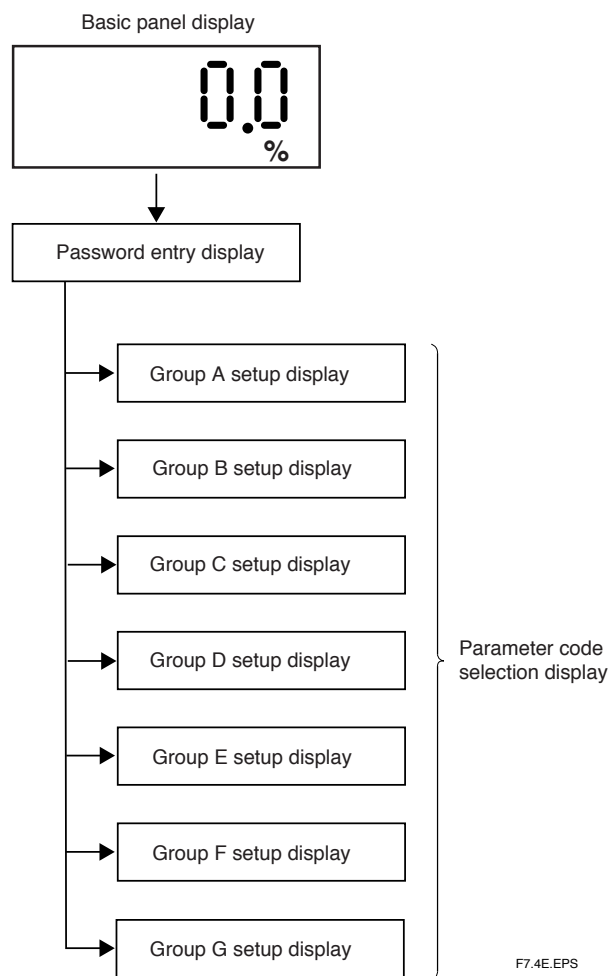 Basic panel display
0.0
%
Password entry display
Group A setup display
Group B setup display
Group C setup display
Group D setup display
Parameter code
selection display
Group E setup display
Group F setup display
Group G setup display
F7.4E.EPS